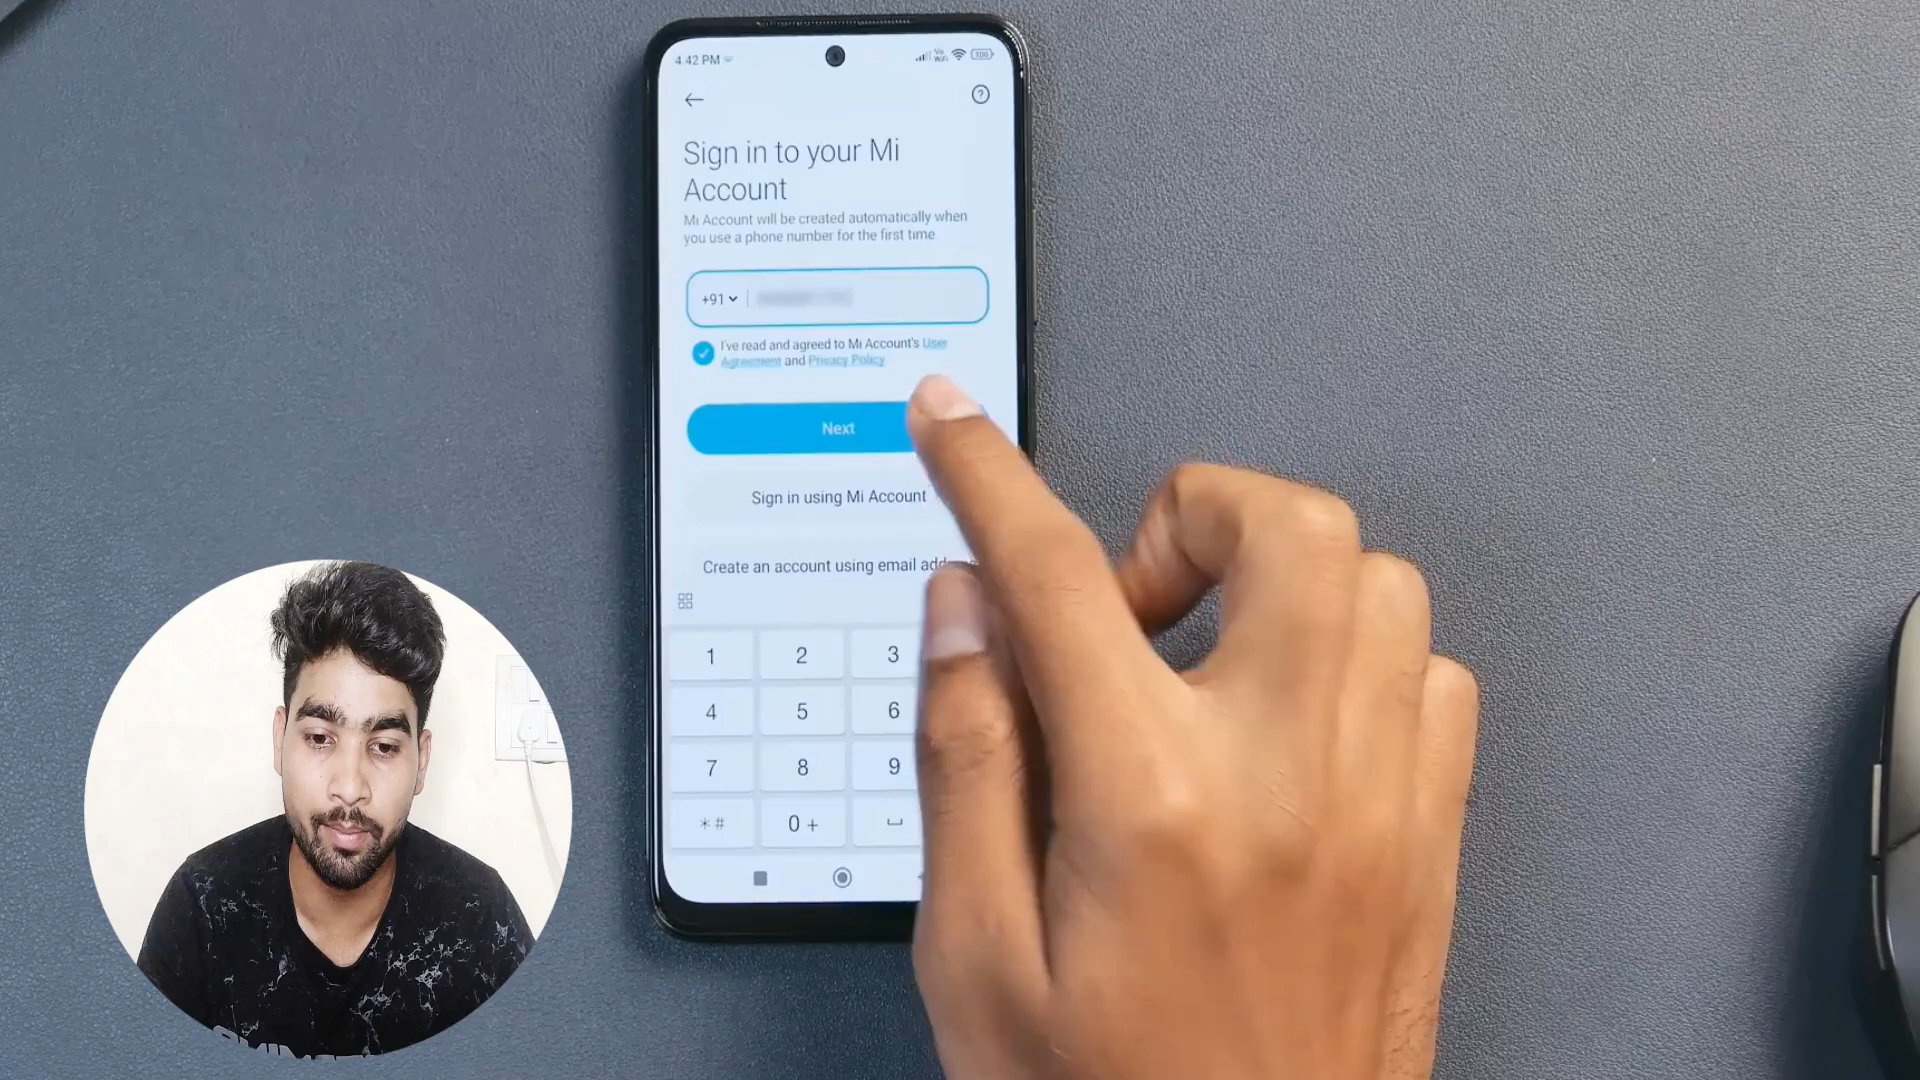 4.42 PM
100
Sign in to your Mi
Account
Mi Account will be created automatically when
you use a phone number for the first time.
+91
I've read and agreed to Mi Account's User
Agreement and Privacy Policy
Next
Sign in using Mi Account
Create an account using email
1 2 3
4 5 6
7 8 9
*# 0 +